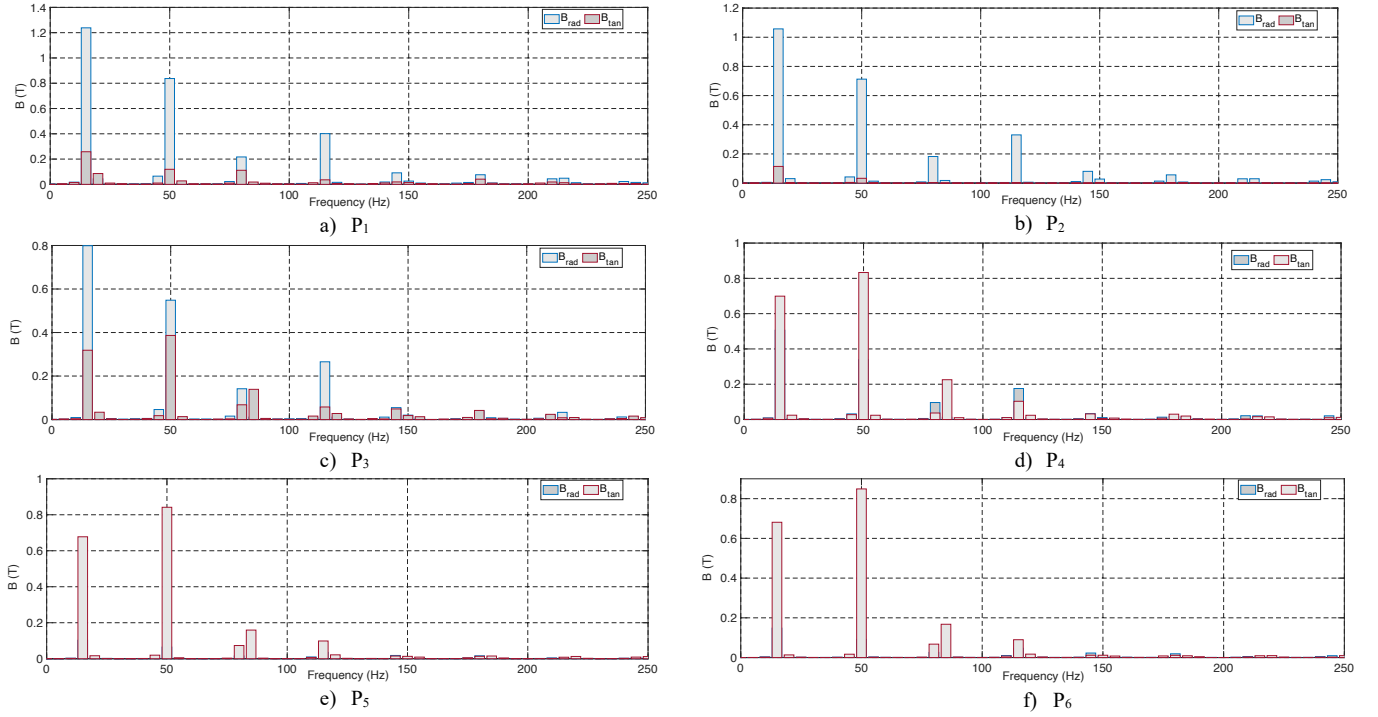 1.4
1.2
1
0.8
0.6
0.4
0.2
0
B (T)
B_rad B_tan
0 50 100 150 200 250
Frequency (Hz)
a) P_1
1.2
1
0.8
0.6
0.4
0.2
0
B (T)
B_rad B_tan
0 50 100 150 200 250
Frequency (Hz)
b) P_2
0.8
0.6
0.4
0.2
0
B (T)
B_rad B_tan
0 50 100 150 200 250
Frequency (Hz)
c) P_3
1
0.8
0.6
0.4
0.2
0
B (T)
B_rad B_tan
0 50 100 150 200 250
Frequency (Hz)
d) P_4
1
0.8
0.6
0.4
0.2
0
B (T)
B_rad B_tan
0 50 100 150 200 250
Frequency (Hz)
e) P_5
0.8
0.6
0.4
0.2
0
B (T)
B_rad B_tan
0 50 100 150 200 250
Frequency (Hz)
f) P_6